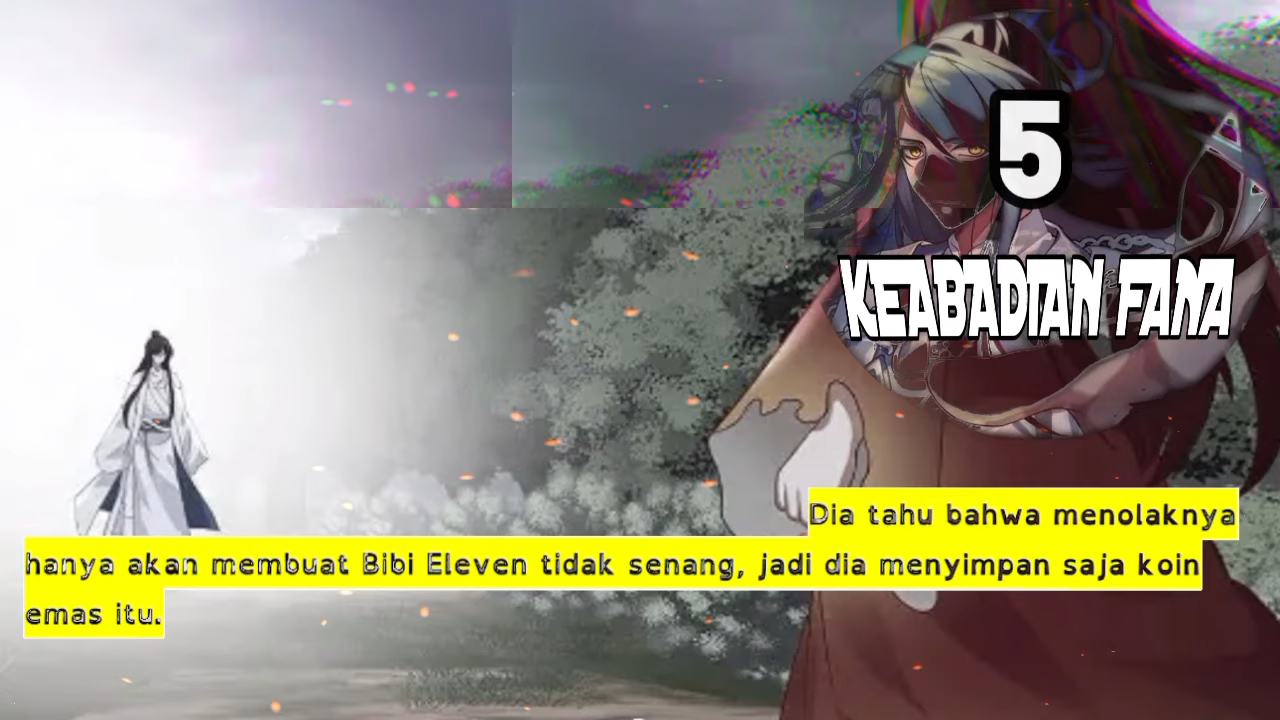 5
KEABADIAN FANA
Dia tahu bahwa menolaknya
hanya akan membuat Bibi Eleven tidak senang, jadi dia menyimpan saja koin
emas itu.